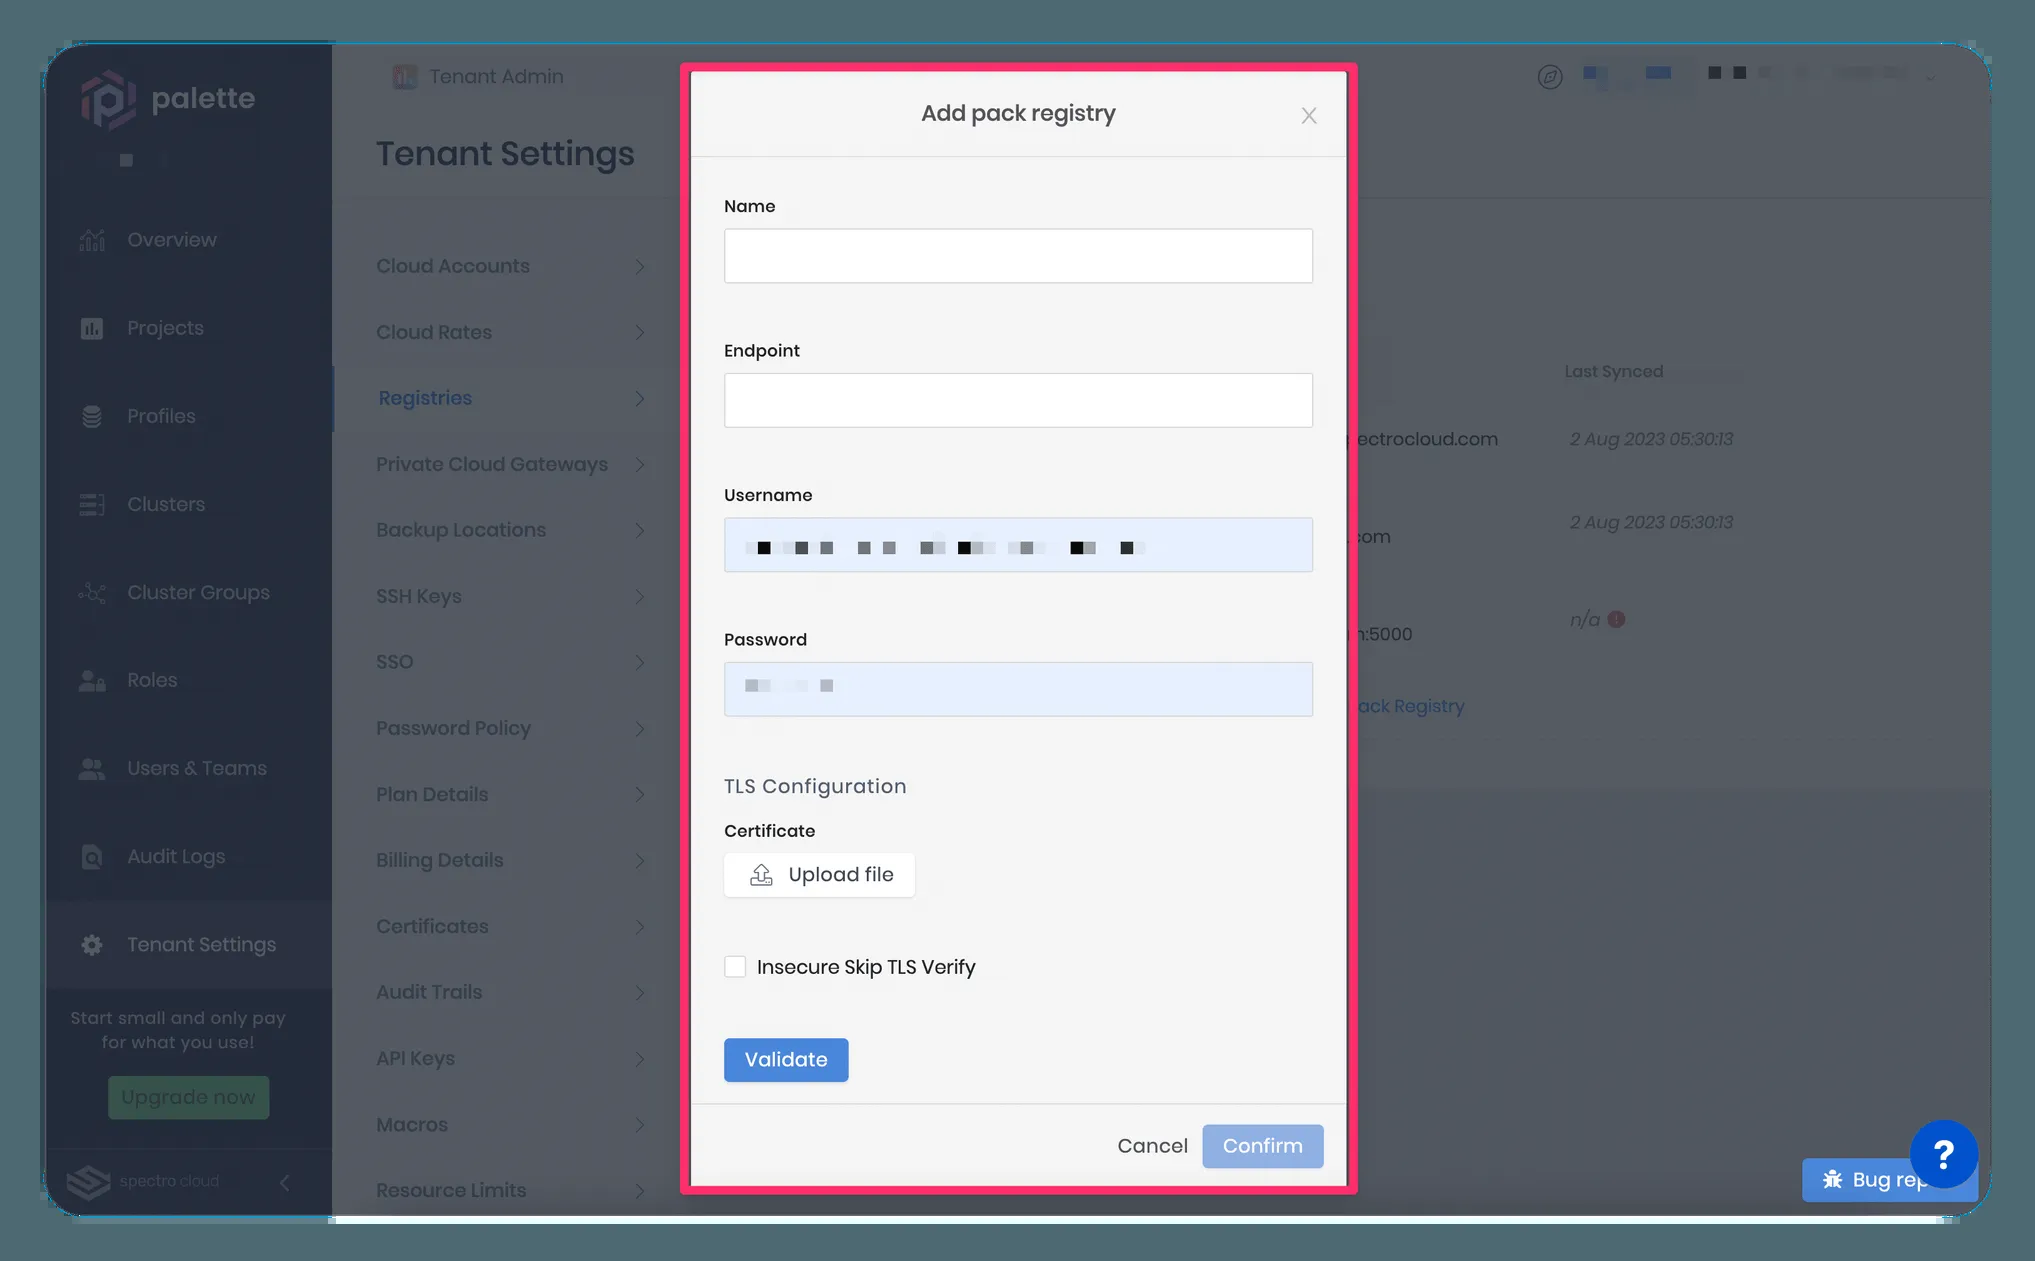 palette
Overview
Projects
Profiles
Clusters
Cluster Groups
Roles
Users & Teams
Audit Logs
Tenant Settings
Start small and only pay
for what you use!
Upgrade now
spectro cloud
Tenant Admin
Tenant Settings
Cloud Accounts
Cloud Rates
Registries
Private Cloud Gateways
Backup Locations
SSH Keys
SSO
Password Policy
Plan Details
Billing Details
Certificates
Audit Trails
API Keys
Macros
Resource Limits
Add pack registry
Name
Endpoint
Username
Password
TLS Configuration
Certificate
Upload file
Insecure Skip TLS Verify
Validate
Cancel
Confirm
Last Synced
ectrocloud.com
2 Aug 2023 05:30:13
.com
2 Aug 2023 05:30:13
n:5000
n/a
ack Registry
Bug rep
?